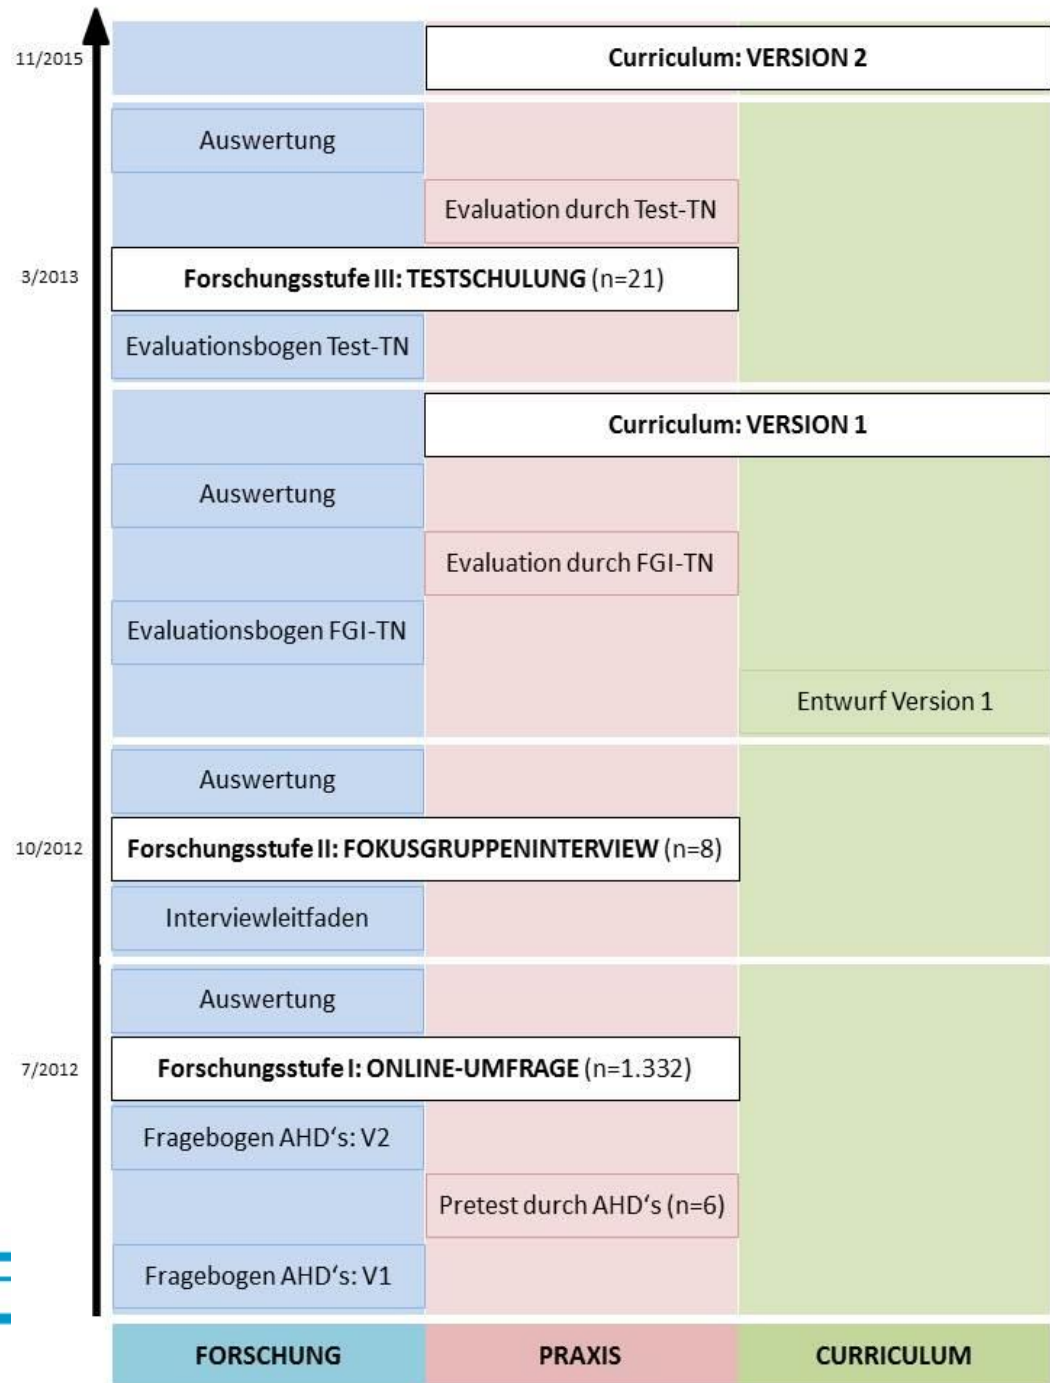 11/2015
Curriculum: VERSION 2
Auswertung
Evaluation durch Test-TN
3/2013
Forschungsstufe III: TESTSCHULUNG (n=21)
Evaluationsbogen Test-TN
Curriculum: VERSION 1
Auswertung
Evaluation durch FGI-TN
Evaluationsbogen FGI-TN
Entwurf Version 1
Auswertung
10/2012
Forschungsstufe II: FOKUSGRUPPENINTERVIEW (n=8)
Interviewleitfaden
Auswertung
7/2012
Forschungsstufe I: ONLINE-UMFRAGE (n=1.332)
Fragebogen AHD‘s: V2
Pretest durch AHD‘s (n=6)
Fragebogen AHD‘s: V1
FORSCHUNG
PRAXIS
CURRICULUM